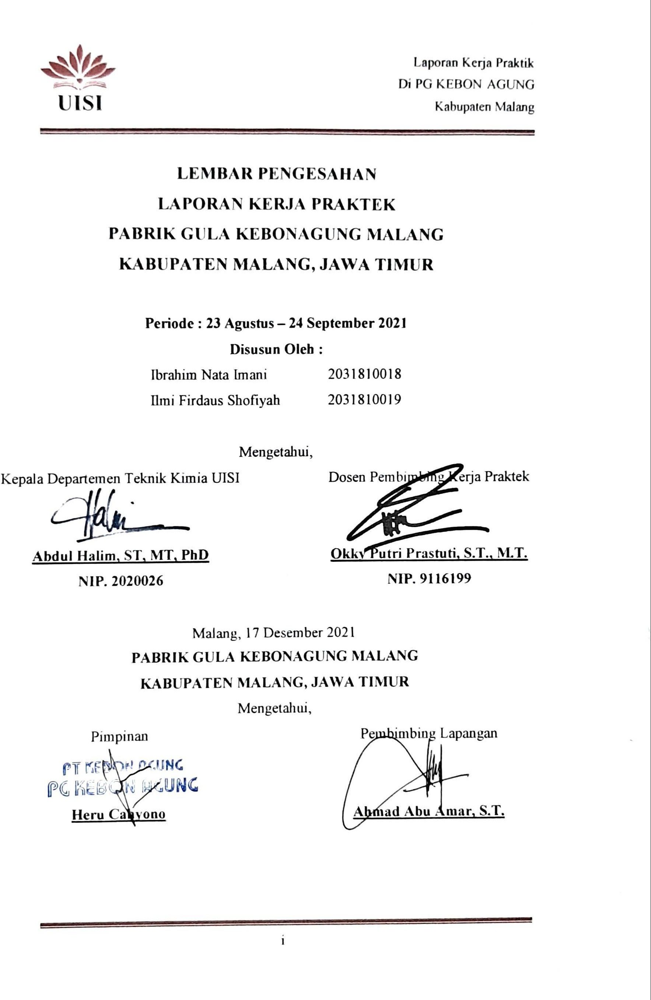 UISI
Laporan Kerja Praktik
Di PG KEBON AGUNG
Kabupaten Malang
LEMBAR PENGESAHAN
LAPORAN KERJA PRAKTEK
PABRIK GULA KEBONAGUNG MALANG
KABUPATEN MALANG, JAWA TIMUR
Periode : 23 Agustus – 24 September 2021
Disusun Oleh :
Ibrahim Nata Imani 2031810018
Ilmi Firdaus Shofiyah 2031810019
Mengetahui,
Kepala Departemen Teknik Kimia UISI
Dosen Pembimbing Kerja Praktek
Halim
Abdul Halim, ST, MT, PhD
Okky Putri Prastuti, S.T., M.T.
NIP. 2020026
NIP. 9116199
Malang, 17 Desember 2021
PABRIK GULA KEBONAGUNG MALANG
KABUPATEN MALANG, JAWA TIMUR
Mengetahui,
Pimpinan
Pembimbing Lapangan
PT KEBON AGUNG
PG KEBON AGUNG
Heru Cahyono
Ahmad Abu Amar, S.T.
i